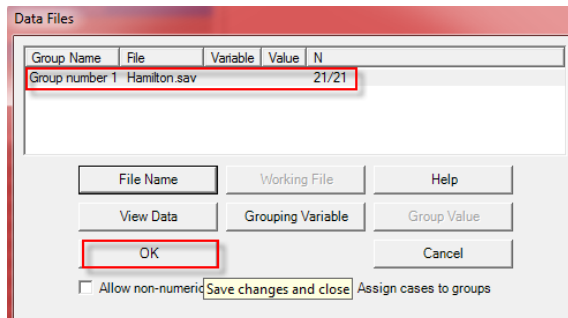 Data Files
Group Name File Variable Value N
Group number 1 Hamilton.sav 21/21
File Name Working File Help
View Data Grouping Variable Group Value
OK Cancel
Allow non-numeric Save changes and close Assign cases to groups